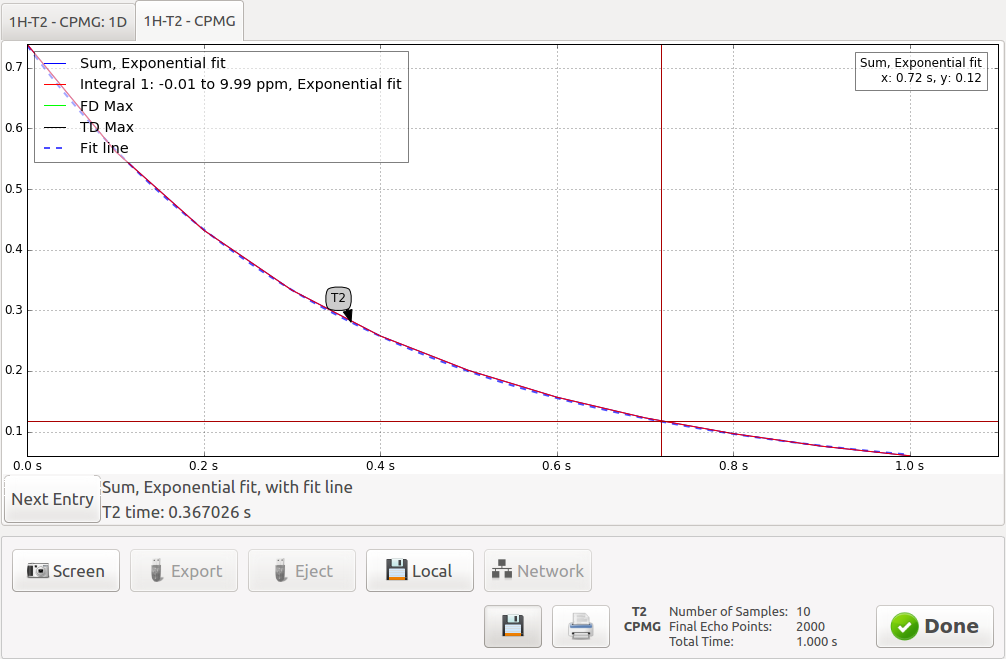 1H-T2 - CPMG: 1D
1H-T2 - CPMG
Sum, Exponential fit
Integral 1: -0.01 to 9.99 ppm, Exponential fit
FD Max
TD Max
Fit line
Sum, Exponential fit
x: 0.72 s, y: 0.12
0.7
0.6
0.5
0.4
0.3
0.2
0.1
T2
0.0 s
0.2 s
0.4 s
0.6 s
0.8 s
1.0 s
Next Entry
Sum, Exponential fit, with fit line
T2 time: 0.367026 s
Screen
Export
Eject
Local
Network
T2
CPMG
Number of Samples: 10
Final Echo Points: 2000
Total Time: 1.000 s
Done